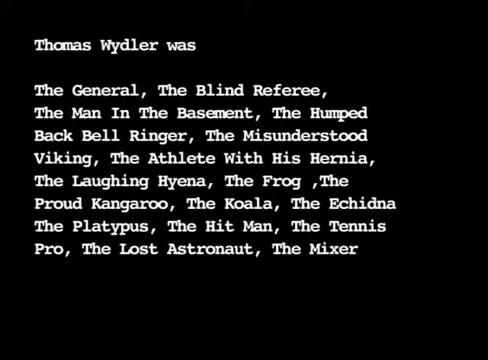 Thomas Wydler was
The General, The Blind Referee,
The Man In The Basement, The Humped
Back Bell Ringer, The Misunderstood
Viking, The Athlete With His Hernia,
The Laughing Hyena, The Frog ,The
Proud Kangaroo, The Koala, The Echidna
The Platypus, The Hit Man, The Tennis
Pro, The Lost Astronaut, The Mixer